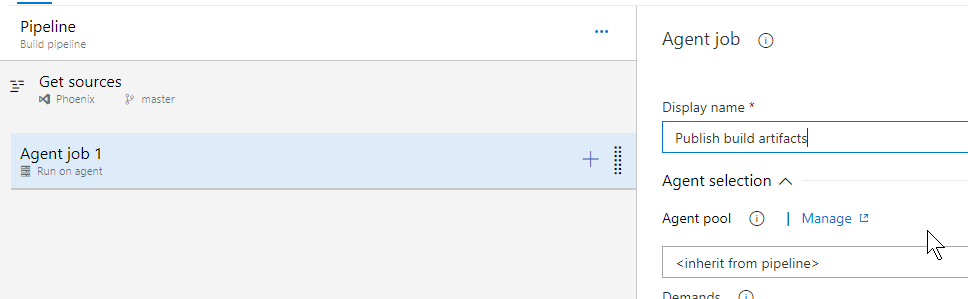 Pipeline
Build pipeline
...
Get sources
Phoenix master
Agent job 1
Run on agent
Agent job
Display name *
Publish build artifacts
Agent selection
Agent pool | Manage
<inherit from pipeline>
Demands